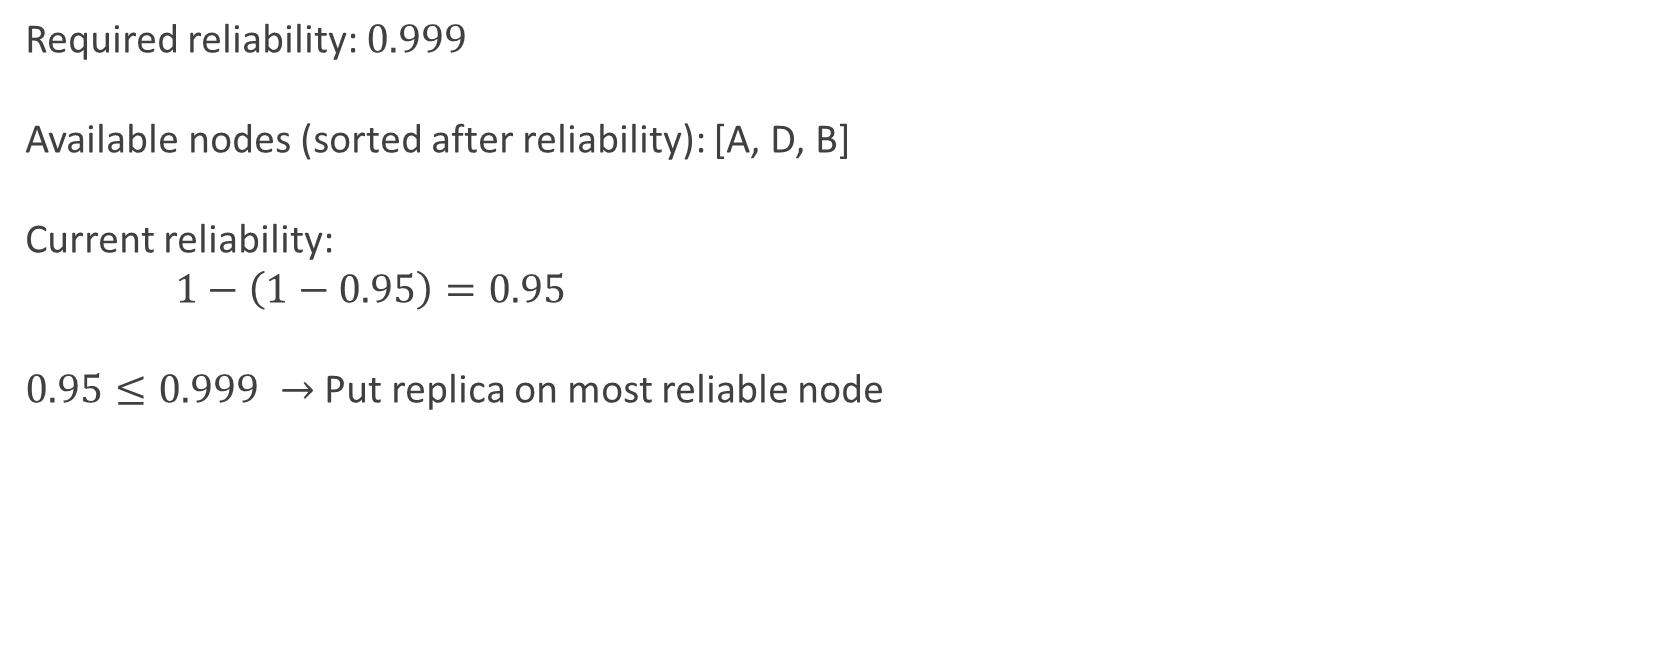 Required reliability: 0.999
Available nodes (sorted after reliability): [A, D, B]
Current reliability:
1 − (1 − 0.95) = 0.95
0.95 ≤ 0.999 → Put replica on most reliable node